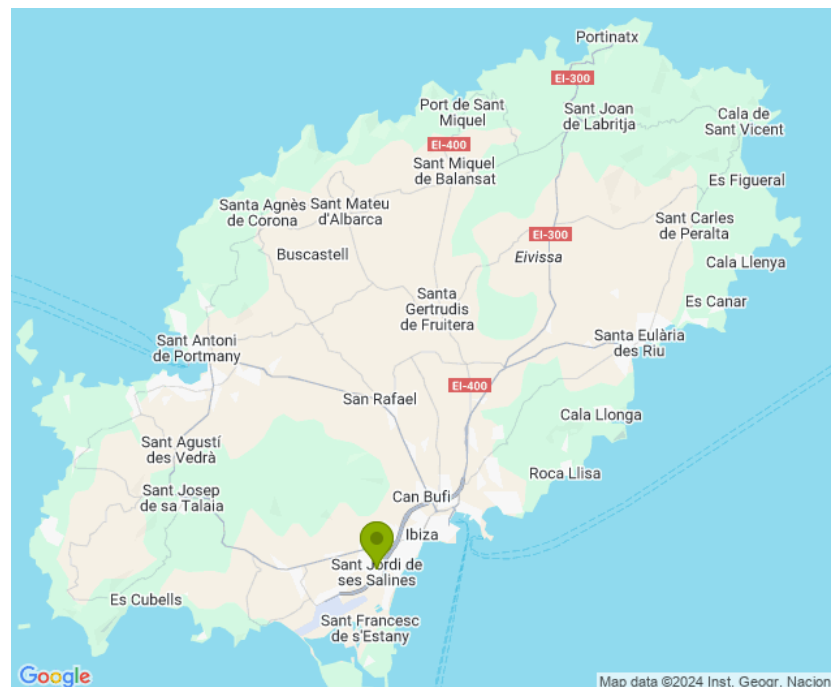 Portinatx
EI-300
Port de Sant
Miquel
Sant Joan
de Labritja
Cala de
Sant Vicent
EI-400
Sant Miquel
de Balansat
Es Figueral
Santa Agnès
de Corona
Sant Mateu
d'Albarca
Sant Carles
de Peralta
EI-300
Buscastell
Eivissa
Cala Llenya
Santa
Gertrudis
de Fruitera
Es Canar
Sant Antoni
de Portmany
Santa Eulària
des Riu
EI-400
San Rafael
Cala Llonga
Sant Agustí
des Vedrà
Roca Llisa
Sant Josep
de sa Talaia
Can Bufi
Ibiza
Sant Jordi de
ses Salines
Es Cubells
Sant Francesc
de s'Estany
Google
Map data ©2024 Inst. Geogr. Nacion